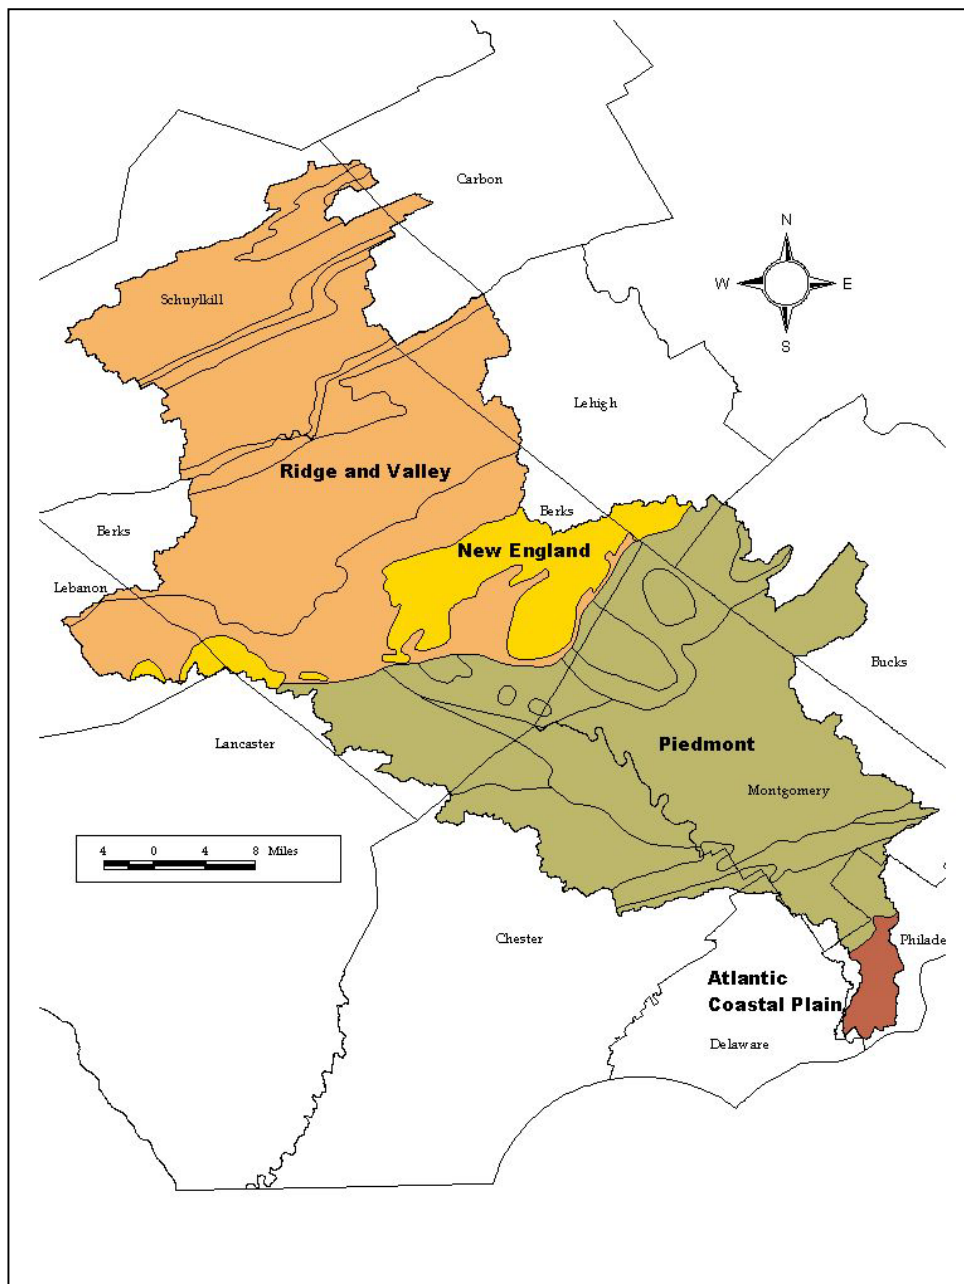 Carbon
N
W
E
S
Schuylkill
Lehigh
Ridge and Valley
Berks
Berks
New England
Lebanon
Bucks
Lancaster
Piedmont
Montgomery
4 0 4 8 Miles
Chester
Philade
Atlantic
Coastal Plain
Delaware